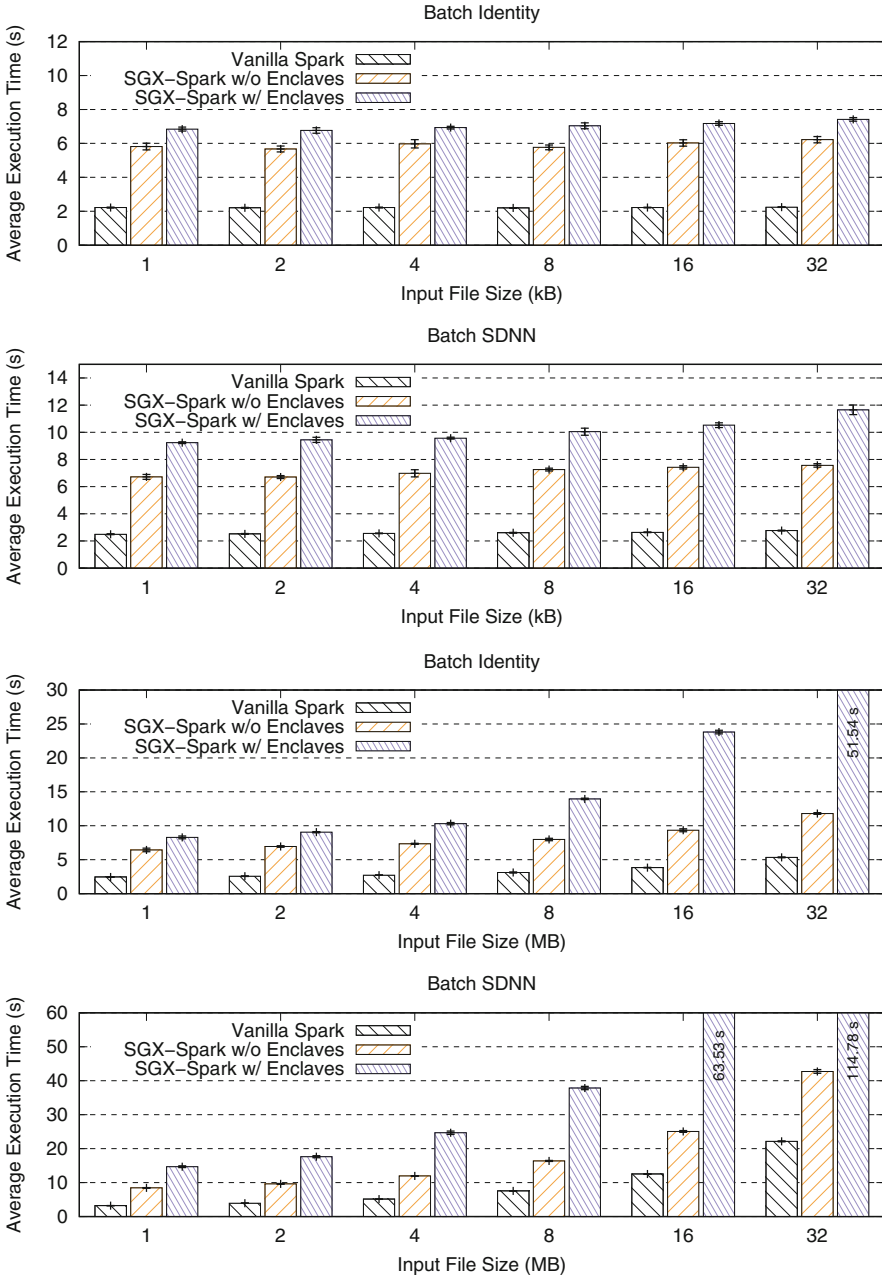 Batch Identity
Average Execution Time (s)
12
10
8
6
4
2
0
Vanilla Spark
SGX-Spark w/o Enclaves
SGX-Spark w/ Enclaves
1 2 4 8 16 32
Input File Size (kB)
Batch SDNN
Average Execution Time (s)
14
12
10
8
6
4
2
0
Vanilla Spark
SGX-Spark w/o Enclaves
SGX-Spark w/ Enclaves
1 2 4 8 16 32
Input File Size (kB)
Batch Identity
Average Execution Time (s)
30
25
20
15
10
5
0
Vanilla Spark
SGX-Spark w/o Enclaves
SGX-Spark w/ Enclaves
51.54 s
1 2 4 8 16 32
Input File Size (MB)
Batch SDNN
Average Execution Time (s)
60
50
40
30
20
10
0
Vanilla Spark
SGX-Spark w/o Enclaves
SGX-Spark w/ Enclaves
63.53 s
114.78 s
1 2 4 8 16 32
Input File Size (MB)